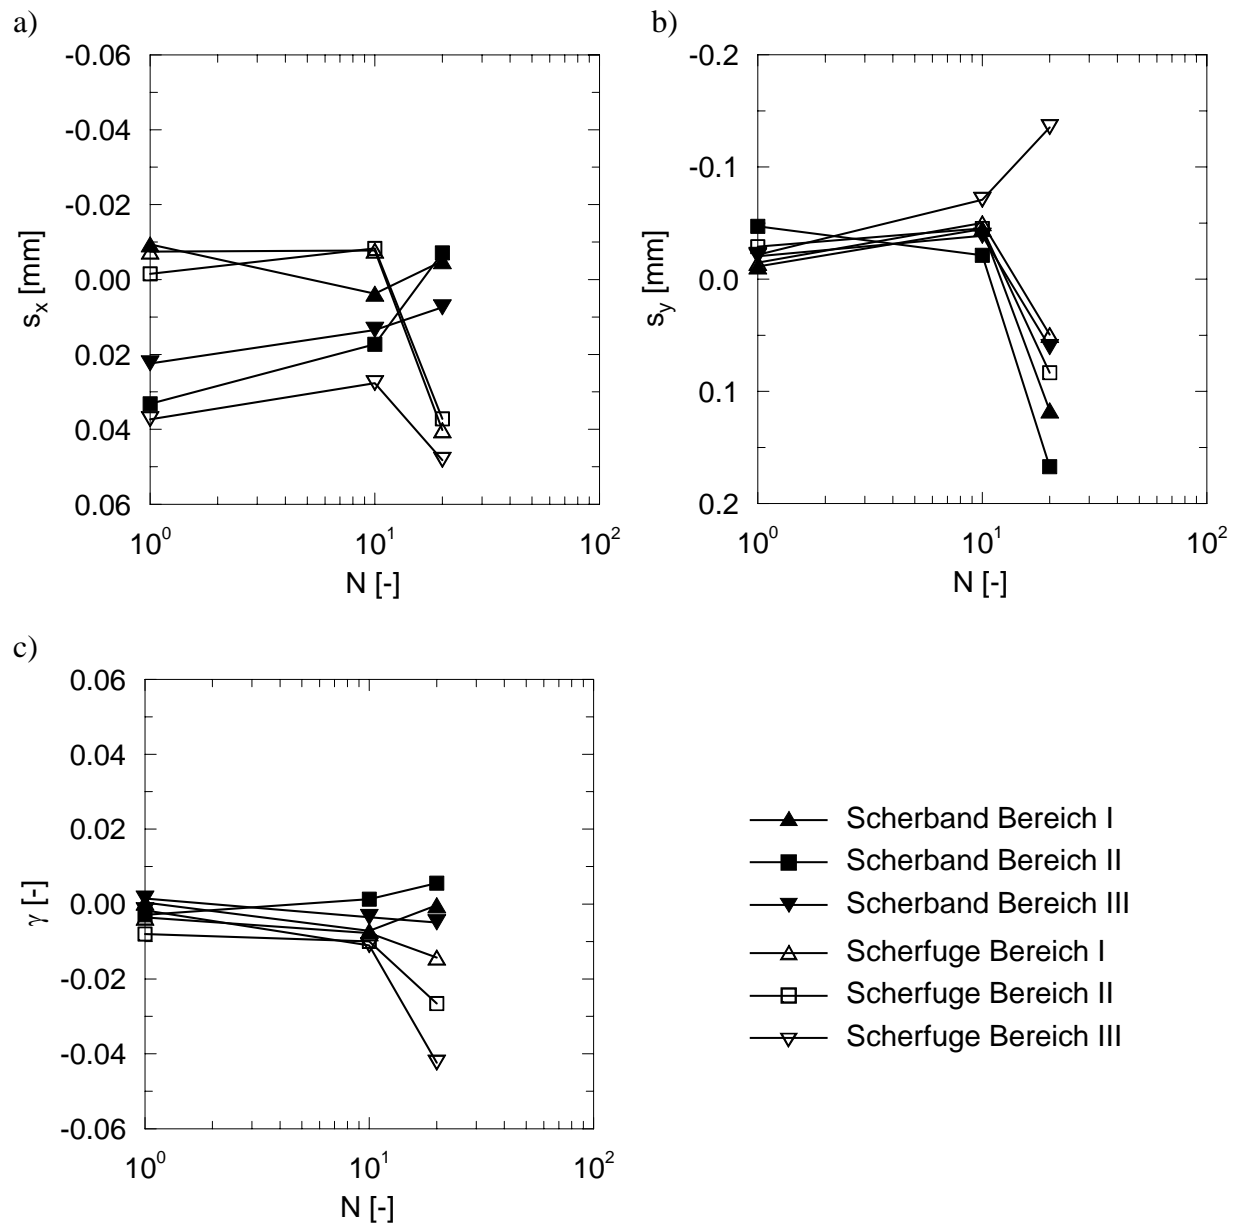 a)
-0.06
-0.04
-0.02
0.00
0.02
0.04
0.06
s_x [mm]
10^0
10^1
10^2
N [-]
b)
-0.2
-0.1
0.0
0.1
0.2
s_y [mm]
10^0
10^1
10^2
N [-]
c)
0.06
0.04
0.02
0.00
-0.02
-0.04
-0.06
γ [-]
10^0
10^1
10^2
N [-]
Scherband Bereich I
Scherband Bereich II
Scherband Bereich III
Scherfuge Bereich I
Scherfuge Bereich II
Scherfuge Bereich III